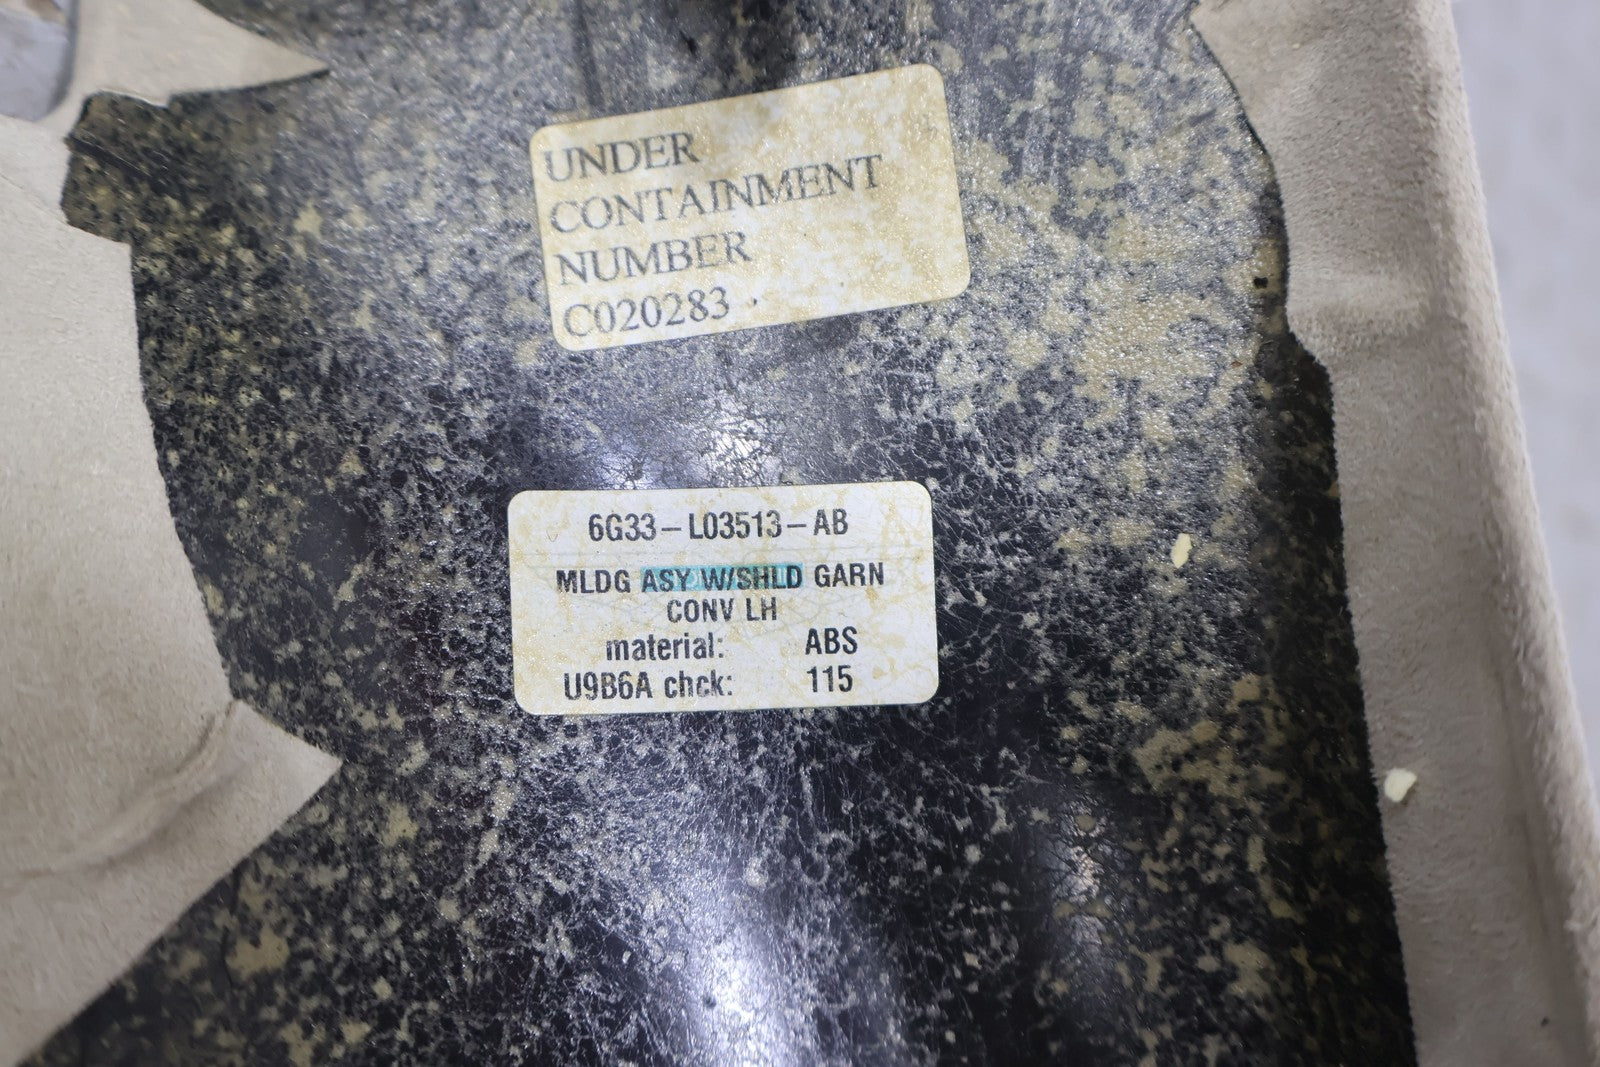 UNDER
CONTAINMENT
NUMBER
C020283
6G33-L03513-AB
MLDG ASY W/SHLD GARN
CONV LH
material: ABS
U9B6A chck: 115